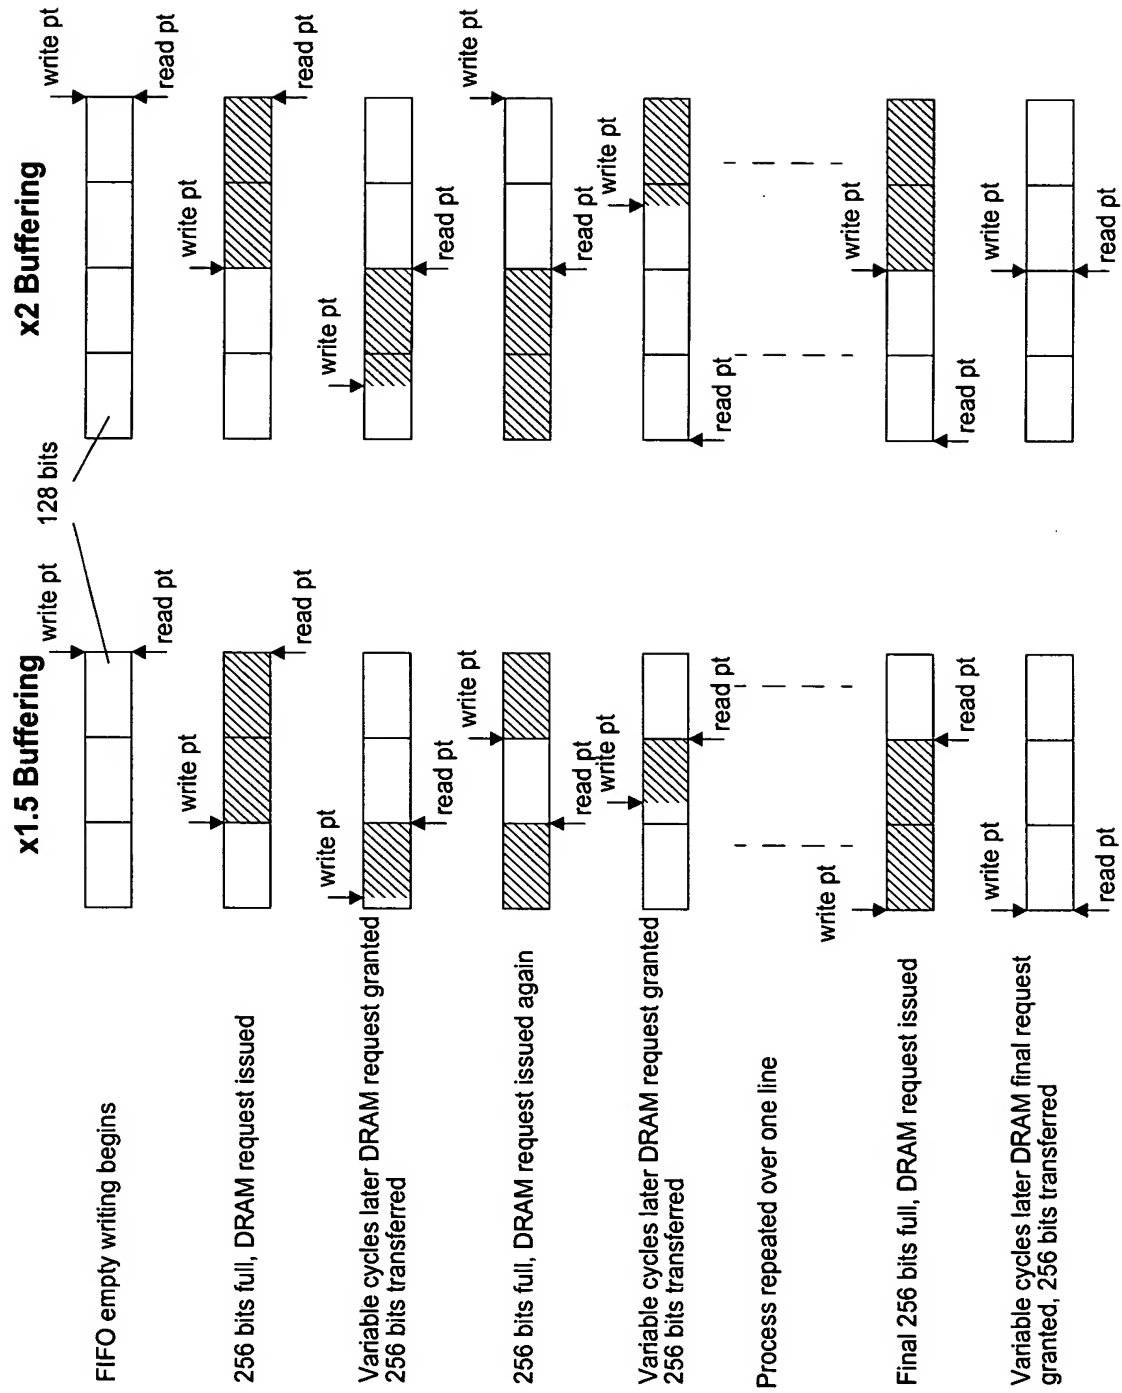 x1.5 Buffering
x2 Buffering
write pt
128 bits
write pt
FIFO empty writing begins
read pt
read pt
write pt
write pt
256 bits full, DRAM request issued
read pt
read pt
write pt
write pt
Variable cycles later DRAM request granted
256 bits transferred
read pt
read pt
write pt
write pt
256 bits full, DRAM request issued again
read pt
read pt
write pt
write pt
Variable cycles later DRAM request granted
256 bits transferred
read pt
read pt
Process repeated over one line
write pt
write pt
Final 256 bits full, DRAM request issued
read pt
read pt
write pt
write pt
Variable cycles later DRAM final request
granted, 256 bits transferred
read pt
read pt